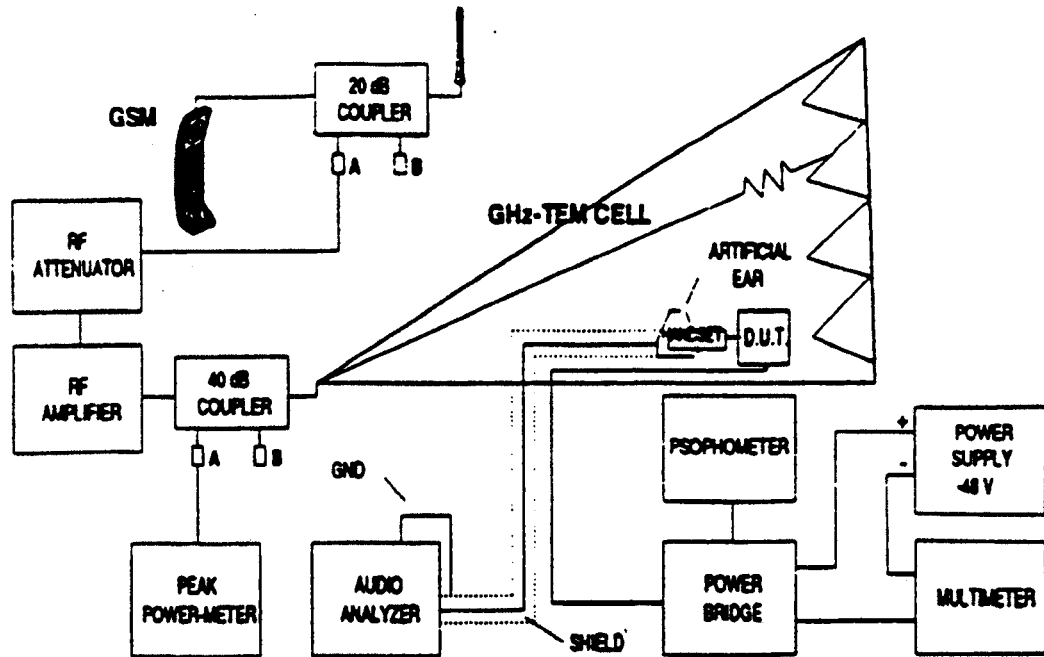 20 dB
COUPLER
GSM
A
B
RF
ATTENUATOR
GHz-TEM CELL
ARTIFICIAL
EAR
D.U.T.
RF
AMPLIFIER
40 dB
COUPLER
A
B
GND
PSOPHOMETER
+
POWER
SUPPLY
-48 V
-
PEAK
POWER-METER
AUDIO
ANALYZER
SHIELD
POWER
BRIDGE
MULTIMETER